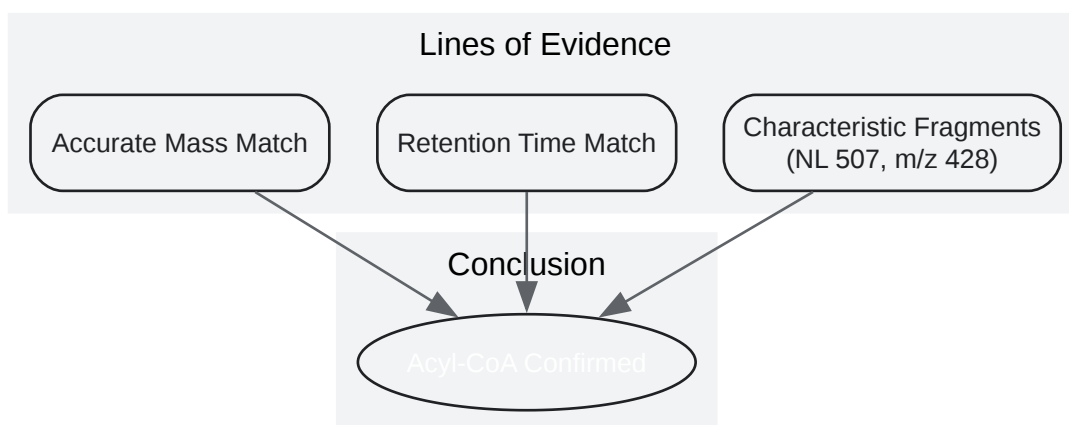 Lines of Evidence
Accurate Mass Match
Retention Time Match
Characteristic Fragments
(NL 507, m/z 428)
Conclusion
Acyl-CoA Confirmed